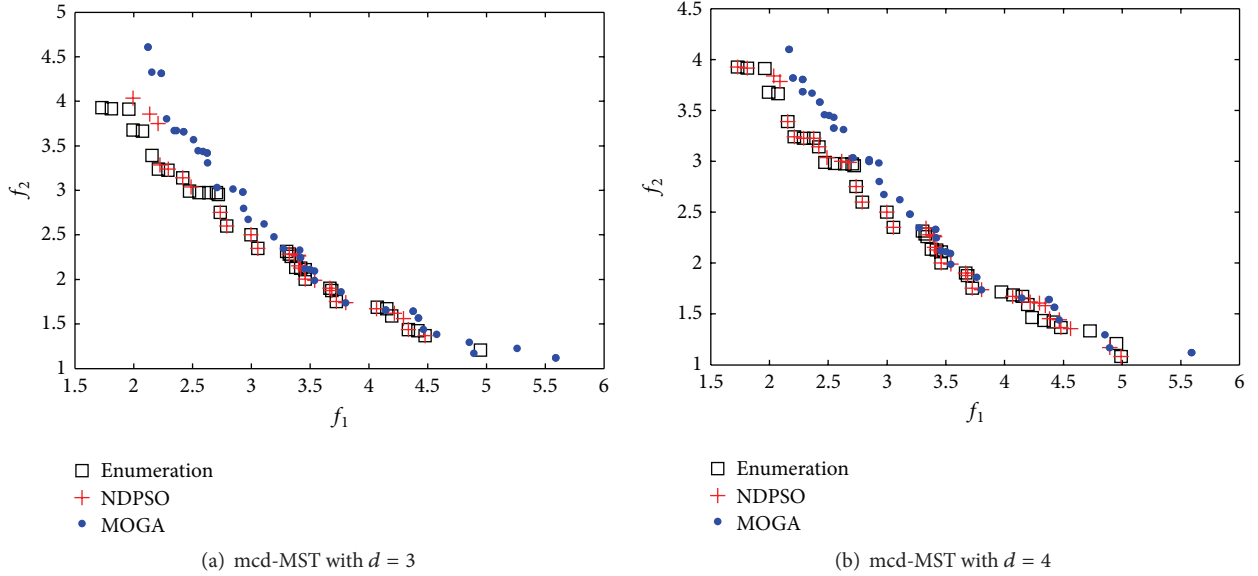 5
4.5
4
3.5
3
2.5
2
1.5
1
f2
1.5 2 2.5 3 3.5 4 4.5 5 5.5 6
f1
Enumeration
NDPSO
MOGA
(a) mcd-MST with d = 3
4.5
4
3.5
3
2.5
2
1.5
1
f2
1.5 2 2.5 3 3.5 4 4.5 5 5.5 6
f1
Enumeration
NDPSO
MOGA
(b) mcd-MST with d = 4